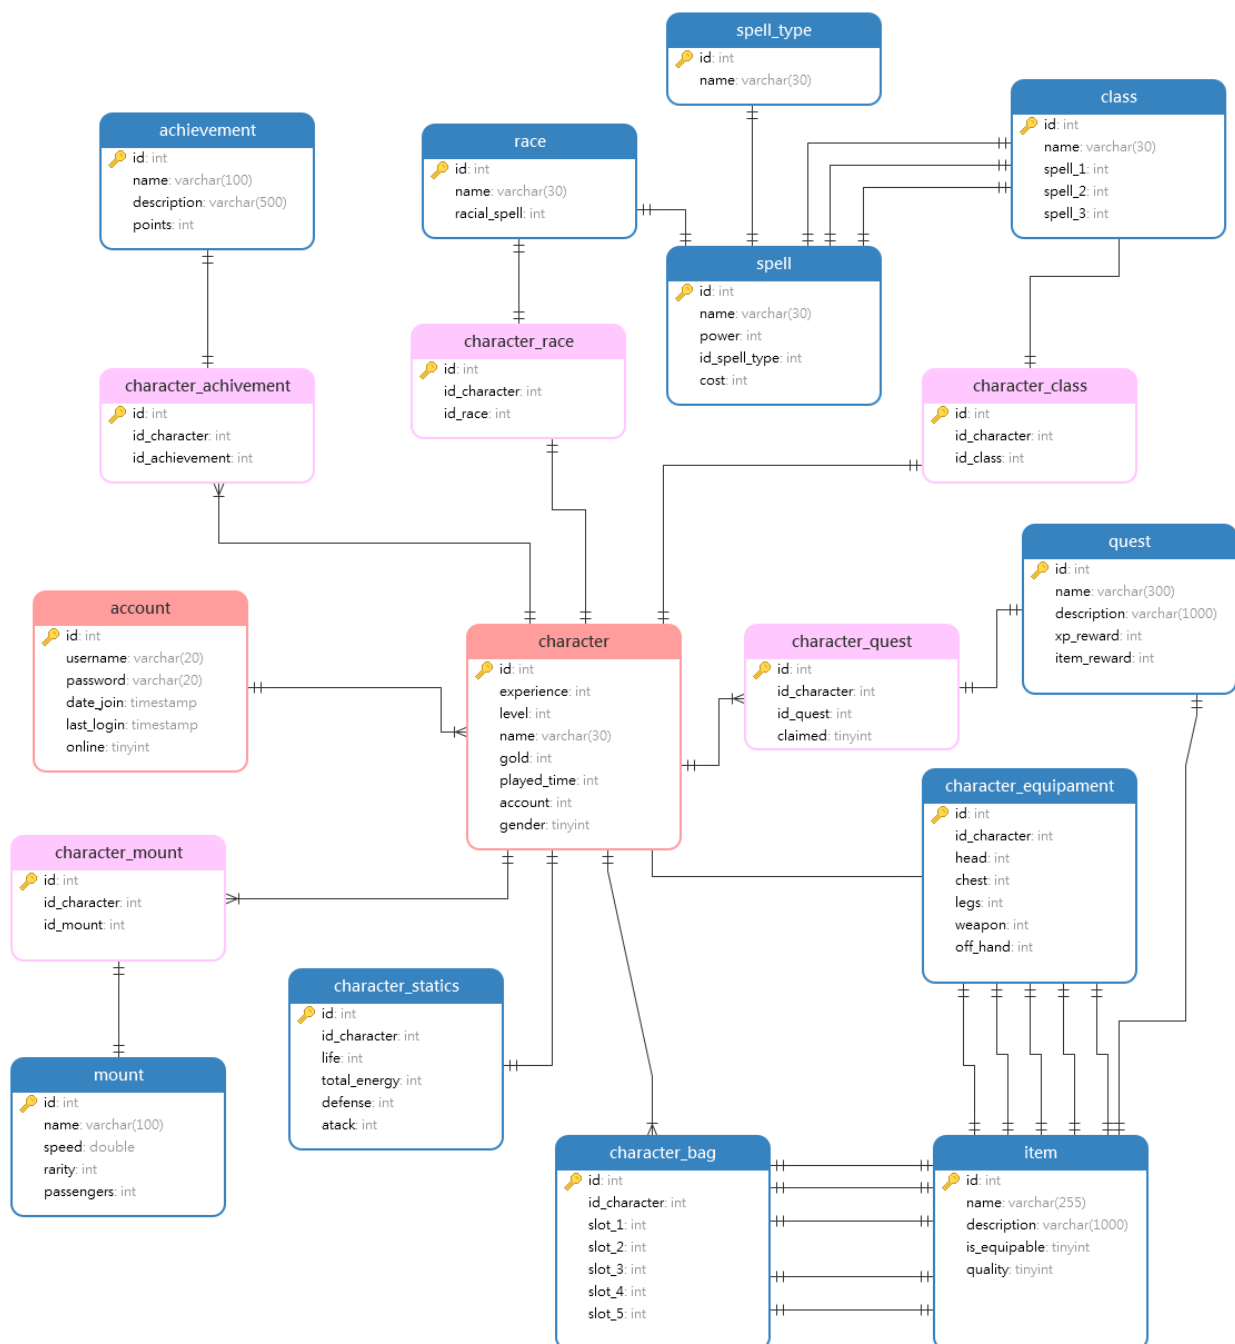 spell_type
id: int
name: varchar(30)
class
id: int
name: varchar(30)
spell_1: int
spell_2: int
spell_3: int
achievement
id: int
name: varchar(100)
description: varchar(500)
points: int
race
id: int
name: varchar(30)
racial_spell: int
spell
id: int
name: varchar(30)
power: int
id_spell_type: int
cost: int
character_race
id: int
id_character: int
id_race: int
character_achivement
id: int
id_character: int
id_achievement: int
character_class
id: int
id_character: int
id_class: int
quest
id: int
name: varchar(300)
description: varchar(1000)
xp_reward: int
item_reward: int
account
id: int
username: varchar(20)
password: varchar(20)
date_join: timestamp
last_login: timestamp
online: tinyint
character
id: int
experience: int
level: int
name: varchar(30)
gold: int
played_time: int
account: int
gender: tinyint
character_quest
id: int
id_character: int
id_quest: int
claimed: tinyint
character_equipament
id: int
id_character: int
head: int
chest: int
legs: int
weapon: int
off_hand: int
character_mount
id: int
id_character: int
id_mount: int
character_statics
id: int
id_character: int
life: int
total_energy: int
defense: int
atack: int
mount
id: int
name: varchar(100)
speed: double
rarity: int
passengers: int
character_bag
id: int
id_character: int
slot_1: int
slot_2: int
slot_3: int
slot_4: int
slot_5: int
item
id: int
name: varchar(255)
description: varchar(1000)
is_equipable: tinyint
quality: tinyint